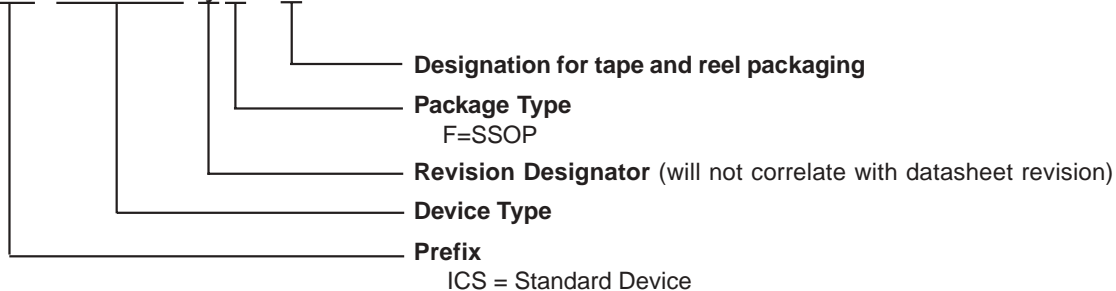 Designation for tape and reel packaging
Package Type
F=SSOP
Revision Designator (will not correlate with datasheet revision)
Device Type
Prefix
ICS = Standard Device